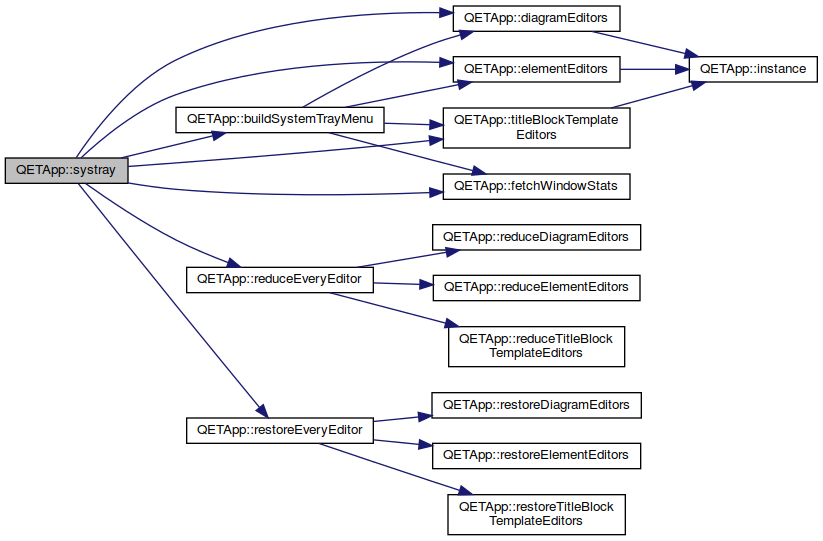 QETApp::diagramEditors
QETApp::elementEditors
QETApp::instance
QETApp::buildSystemTrayMenu
QETApp::titleBlockTemplate
Editors
QETApp::systray
QETApp::fetchWindowStats
QETApp::reduceDiagramEditors
QETApp::reduceEveryEditor
QETApp::reduceElementEditors
QETApp::reduceTitleBlock
TemplateEditors
QETApp::restoreDiagramEditors
QETApp::restoreEveryEditor
QETApp::restoreElementEditors
QETApp::restoreTitleBlock
TemplateEditors